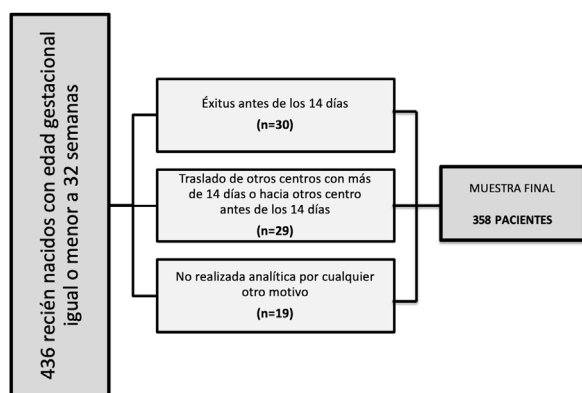 436 recién nacidos con edad gestacional
igual o menor a 32 semanas
Éxitus antes de los 14 días
(n=30)
Traslado de otros centros con más
de 14 días o hacia otros centro
antes de los 14 días
(n=29)
No realizada analítica por cualquier
otro motivo
(n=19)
MUESTRA FINAL
358 PACIENTES